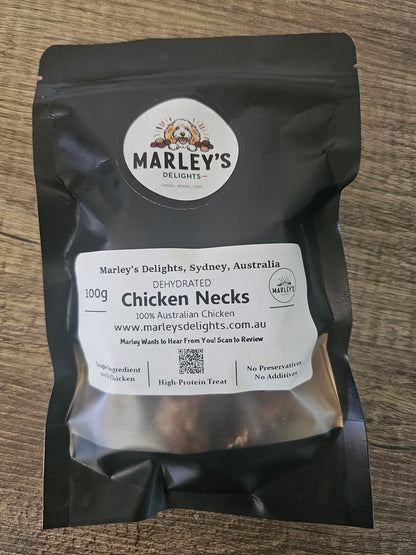 MARLEY'S
DELIGHTS
Marley's Delights, Sydney, Australia
100g
DEHYDRATED
Chicken Necks
100% Australian Chicken
www.marleysdelights.com.au
MARLEY'S
Marley Wants to Hear From You! Scan to Review
Ingredient
Chicken
High-Protein Treat
No Preservatives
No Additives